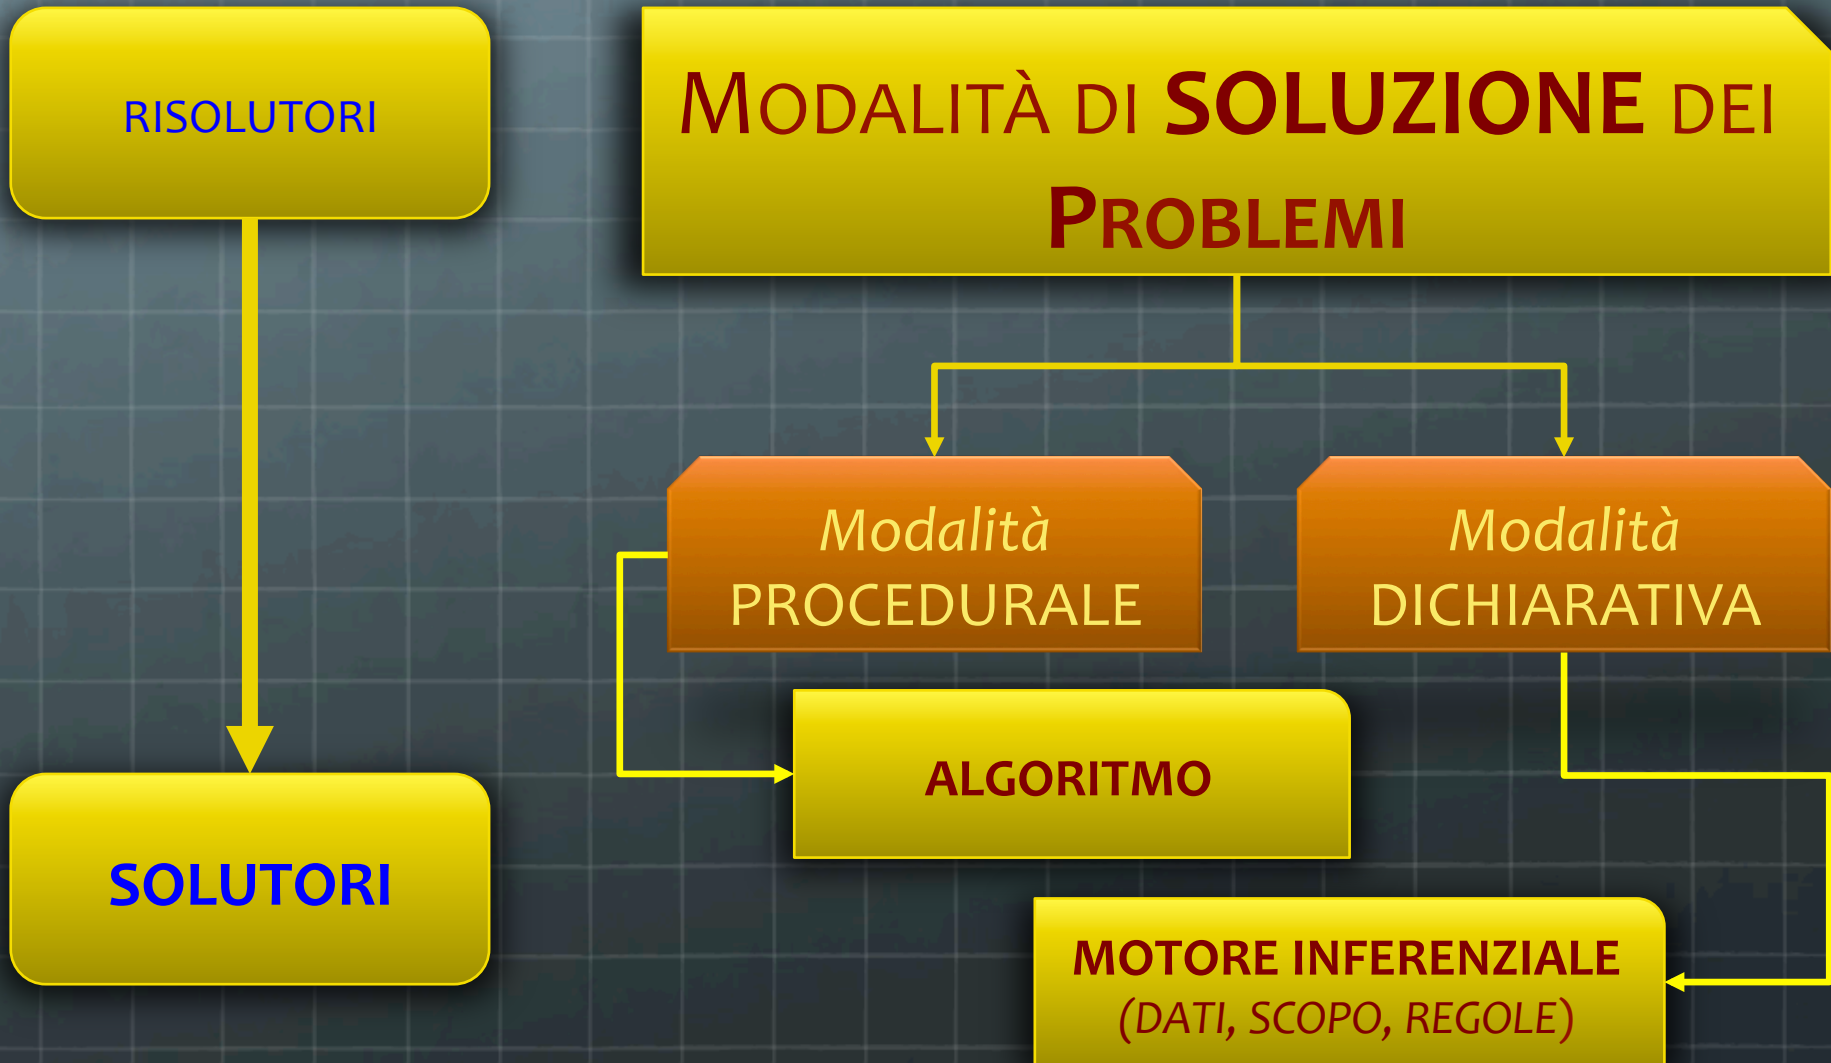 RISOLUTORI
MODALITÀ DI SOLUZIONE DEI
PROBLEMI
Modalità
PROCEDURALE
Modalità
DICHIARATIVA
ALGORITMO
SOLUTORI
MOTORE INFERENZIALE
(DATI, SCOPO, REGOLE)